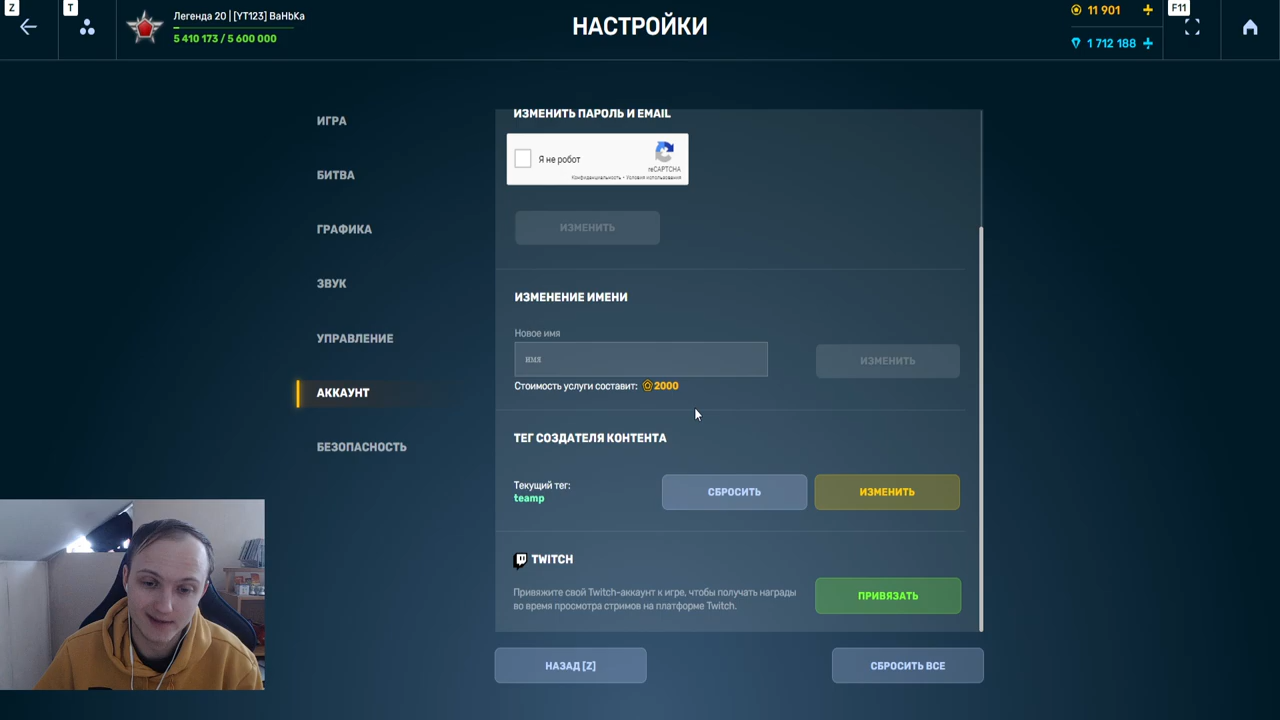 Z
T
Легенда 20 | [YT123] BaHbKa
5 410 173 / 5 600 000
НАСТРОЙКИ
11 901
1 712 188
F11
ИГРА
БИТВА
ГРАФИКА
ЗВУК
УПРАВЛЕНИЕ
АККАУНТ
БЕЗОПАСНОСТЬ
ИЗМЕНИТЬ ПАРОЛЬ И EMAIL
Я не робот
reCAPTCHA
Конфиденциальность • Условия использования
ИЗМЕНИТЬ
ИЗМЕНЕНИЕ ИМЕНИ
Новое имя
имя
ИЗМЕНИТЬ
Стоимость услуги составит: 2000
ТЕГ СОЗДАТЕЛЯ КОНТЕНТА
Текущий тег:
teamp
СБРОСИТЬ
ИЗМЕНИТЬ
TWITCH
Привяжите свой Twitch-аккаунт к игре, чтобы получать награды
во время просмотра стримов на платформе Twitch.
ПРИВЯЗАТЬ
НАЗАД [Z]
СБРОСИТЬ ВСЕ